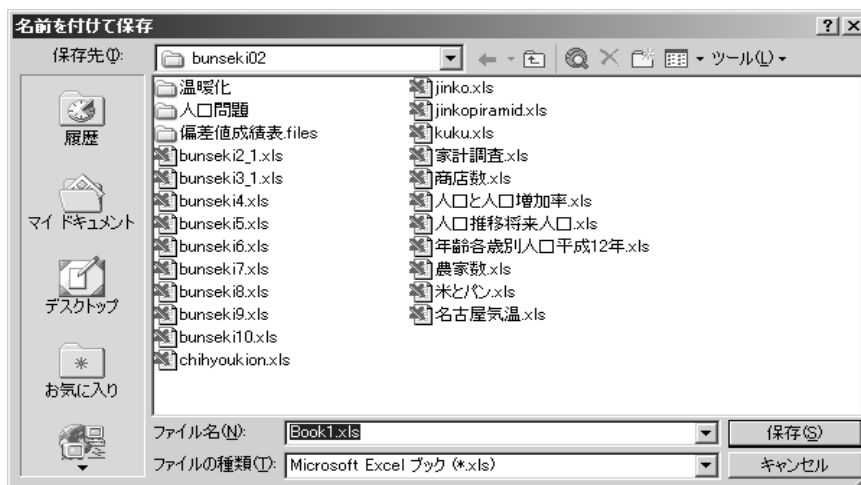 名前を付けて保存
保存先(I):
bunseki02
ツール(L)
履歴
マイ ドキュメント
デスクトップ
お気に入り
温暖化
人口問題
偏差値成績表.files
bunseki2_1.xls
bunseki3_1.xls
bunseki4.xls
bunseki5.xls
bunseki6.xls
bunseki7.xls
bunseki8.xls
bunseki9.xls
bunseki10.xls
chihyoukion.xls
jinko.xls
jinkopiramid.xls
kuku.xls
家計調査.xls
商店数.xls
人口と人口増加率.xls
人口推移将来人口.xls
年齢各歳別人口平成12年.xls
農家数.xls
米とパン.xls
名古屋気温.xls
ファイル名(N):
Book1.xls
保存(S)
ファイルの種類(T):
Microsoft Excel ブック (*.xls)
キャンセル